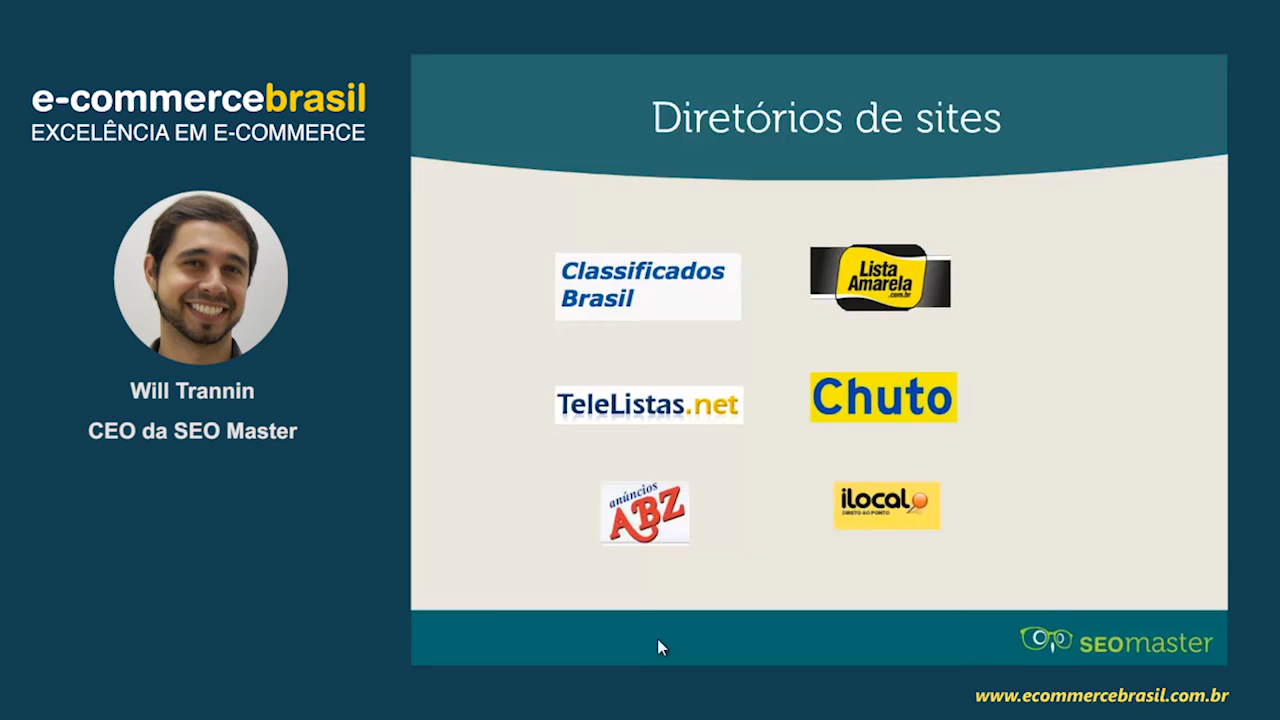 e-commercebrasil
EXCELÊNCIA EM E-COMMERCE
Will Trannin
CEO da SEO Master
Diretórios de sites
Classificados
Brasil
Lista
Amarela
.com.br
TeleListas.net
Chuto
anúncios
ABZ
ilocal
DIRETO AO PONTO
SEOmaster
www.ecommercebrasil.com.br